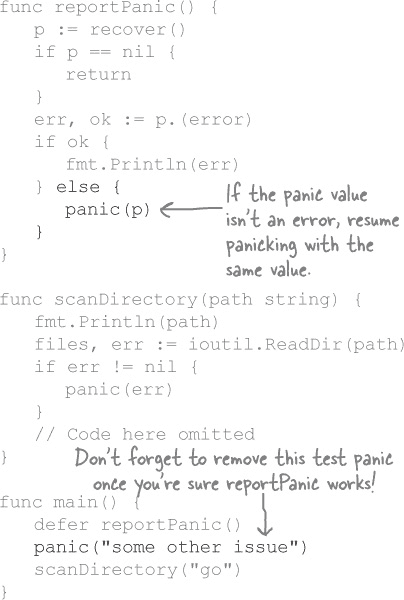 func reportPanic() {
p := recover()
if p == nil {
return
}
err, ok := p.(error)
if ok {
fmt.Println(err)
} else {
panic(p)
}
}
If the panic value
isn't an error, resume
panicking with the
same value.
func scanDirectory(path string) {
fmt.Println(path)
files, err := ioutil.ReadDir(path)
if err != nil {
panic(err)
}
// Code here omitted
}
Don't forget to remove this test panic
once you're sure reportPanic works!
func main() {
defer reportPanic()
panic("some other issue")
scanDirectory("go")
}